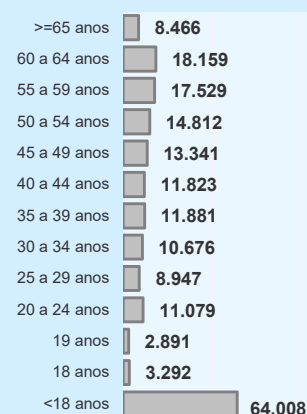 >=65 anos 8.466
60 a 64 anos 18.159
55 a 59 anos 17.529
50 a 54 anos 14.812
45 a 49 anos 13.341
40 a 44 anos 11.823
35 a 39 anos 11.881
30 a 34 anos 10.676
25 a 29 anos 8.947
20 a 24 anos 11.079
19 anos 2.891
18 anos 3.292
<18 anos 64.008